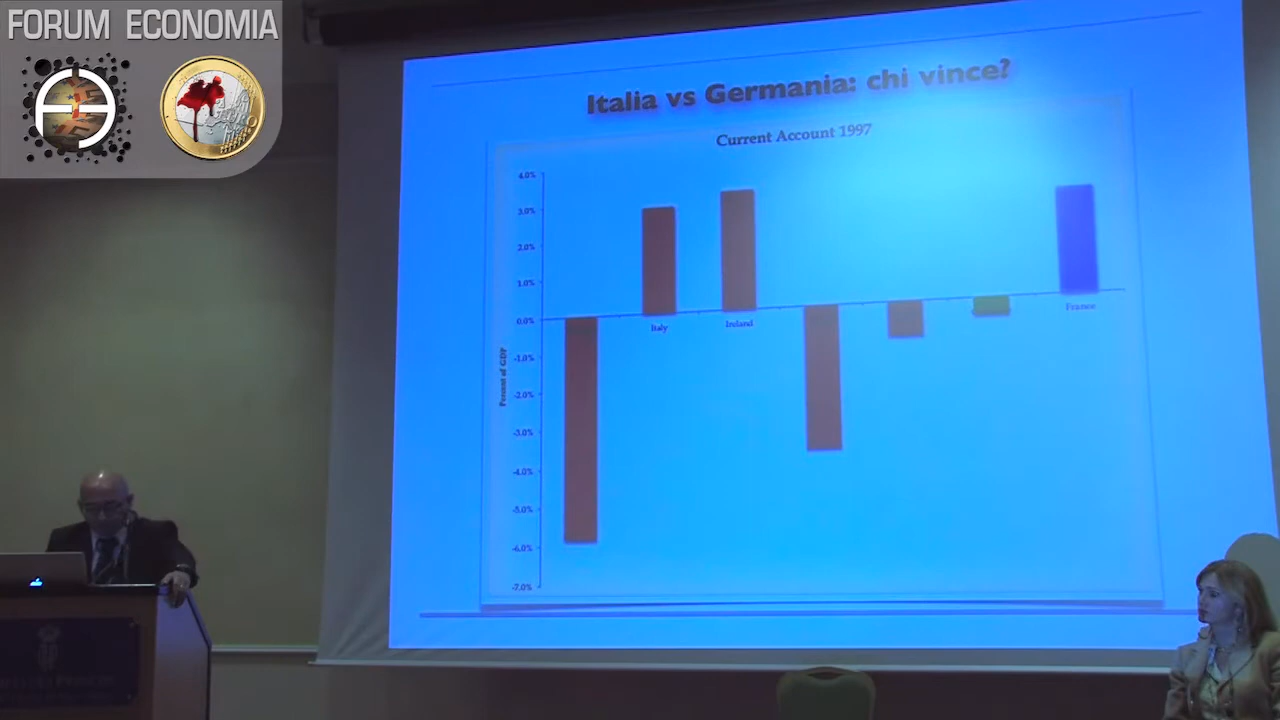 FORUM ECONOMIA
Italia vs Germania: chi vince?
Current Account 1997
4.0%
3.0%
2.0%
1.0%
0.0%
-1.0%
-2.0%
-3.0%
-4.0%
-5.0%
-6.0%
-7.0%
Percent of GDP
Italy
Ireland
France